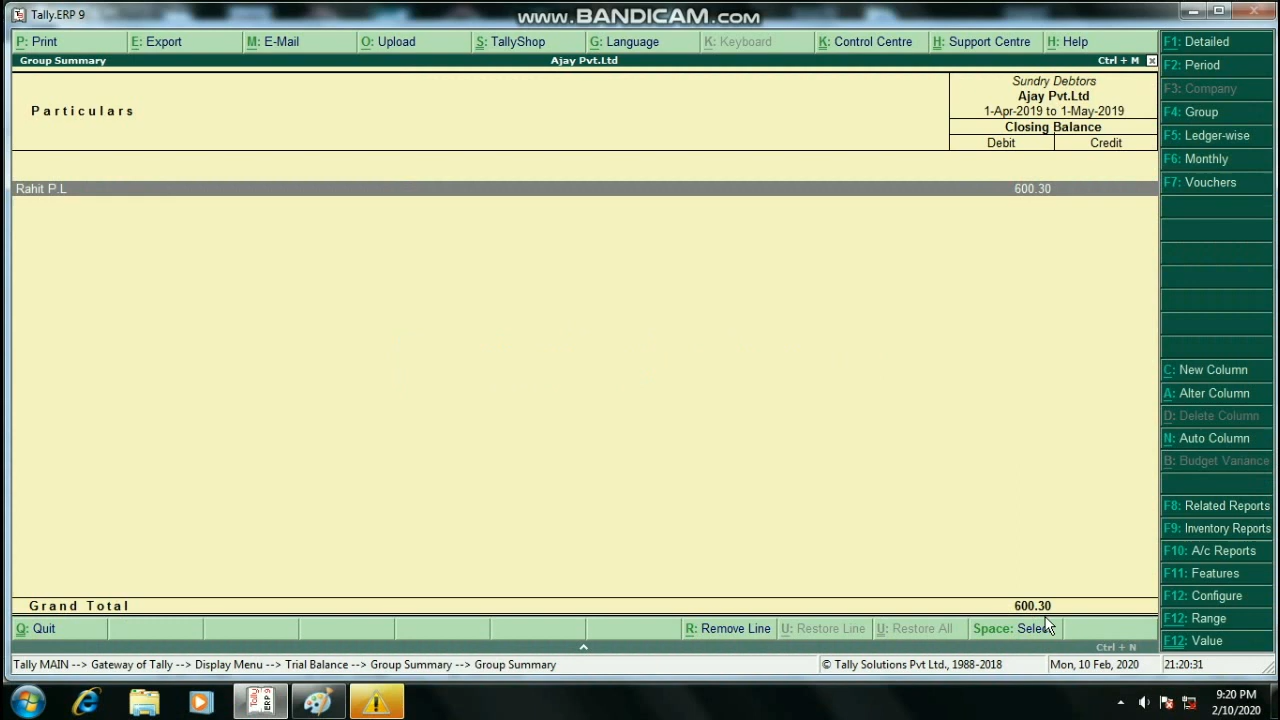 Tally.ERP 9
www.BANDICAM.com
P: Print E: Export M: E-Mail O: Upload S: TallyShop G: Language K: Keyboard K: Control Centre H: Support Centre H: Help
Group Summary Ajay Pvt.Ltd Ctrl + M
Particulars
Sundry Debtors
Ajay Pvt.Ltd
1-Apr-2019 to 1-May-2019
Closing Balance
Debit Credit
Rahit P.L 600.30
Grand Total 600.30
F1: Detailed
F2: Period
F3: Company
F4: Group
F5: Ledger-wise
F6: Monthly
F7: Vouchers
C: New Column
A: Alter Column
D: Delete Column
N: Auto Column
B: Budget Variance
F8: Related Reports
F9: Inventory Reports
F10: A/c Reports
F11: Features
F12: Configure
F12: Range
F12: Value
Q: Quit R: Remove Line U: Restore Line U: Restore All Space: Select
Ctrl + N
Tally MAIN --> Gateway of Tally --> Display Menu --> Trial Balance --> Group Summary --> Group Summary © Tally Solutions Pvt Ltd., 1988-2018 Mon, 10 Feb, 2020 21:20:31
Tally ERP 9
9:20 PM
2/10/2020